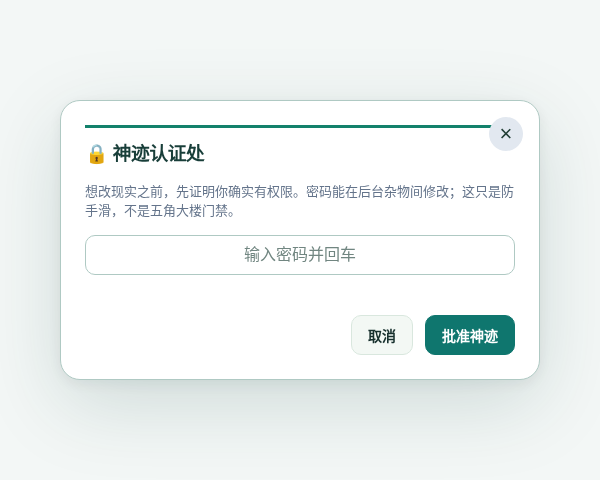 🔒 神迹认证处
想改现实之前，先证明你确实有权限。密码能在后台杂物间修改；这只是防
手滑，不是五角大楼门禁。
输入密码并回车
取消
批准神迹